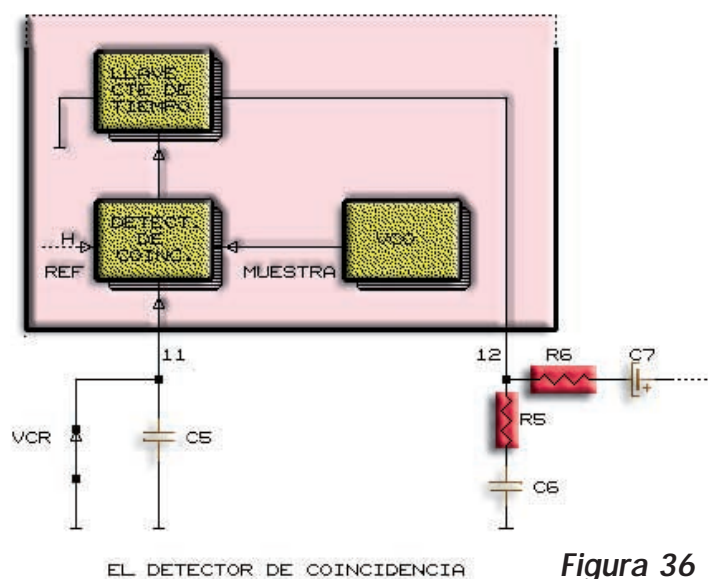 LLAVE
CTE DE
TIEMPO
H
REF
DETECT.
DE
COINC.
MUESTRA
VCO
11
12
R6
C7
VCR
C5
R5
C6
EL DETECTOR DE COINCIDENCIA
Figura 36